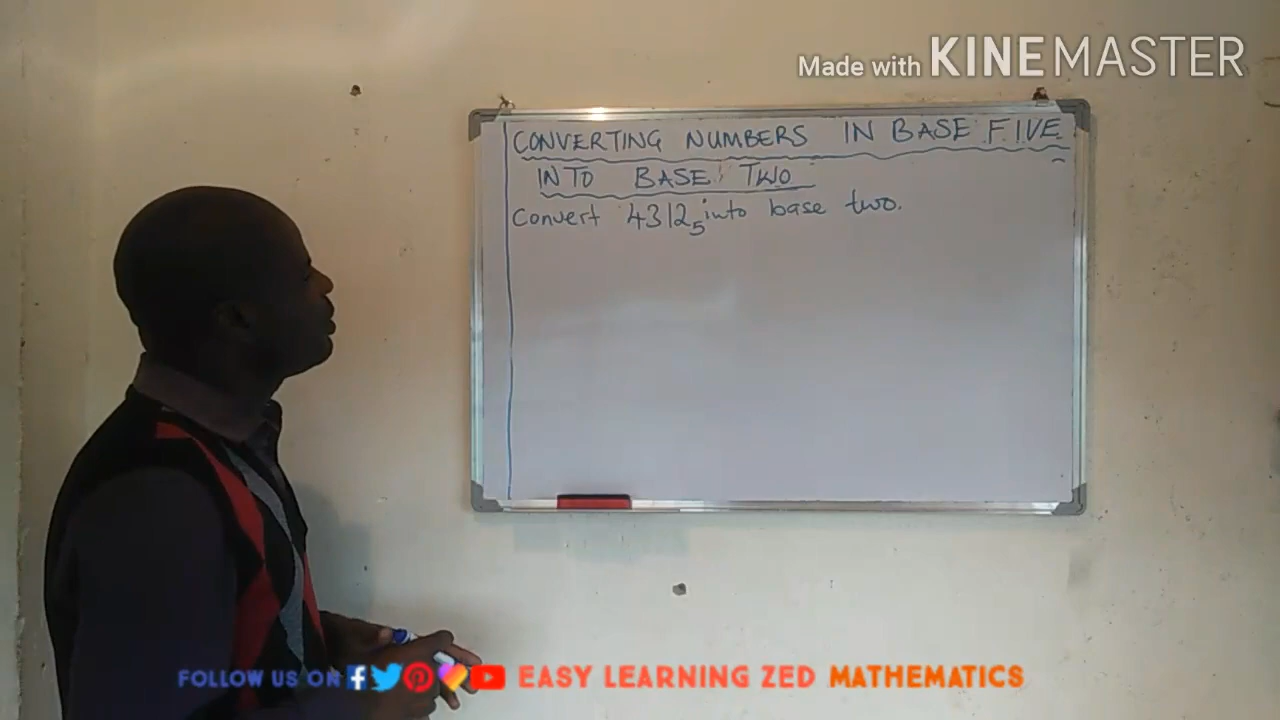 Made with KINEMASTER
CONVERTING NUMBERS IN BASE FIVE
INTO BASE TWO
Convert 4312₅ into base two.
FOLLOW US ON EASY LEARNING ZED MATHEMATICS